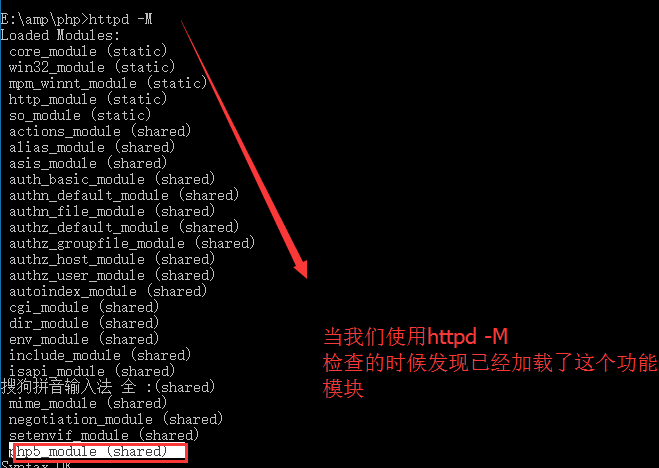 E:\amp\php>httpd -M
Loaded Modules:
core_module (static)
win32_module (static)
mpm_winnt_module (static)
http_module (static)
so_module (static)
actions_module (shared)
alias_module (shared)
asis_module (shared)
auth_basic_module (shared)
authn_default_module (shared)
authn_file_module (shared)
authz_default_module (shared)
authz_groupfile_module (shared)
authz_host_module (shared)
authz_user_module (shared)
autoindex_module (shared)
cgi_module (shared)
dir_module (shared)
env_module (shared)
include_module (shared)
isapi_module (shared)
搜狗拼音输入法 全 :(shared)
mime_module (shared)
negotiation_module (shared)
setenvif_module (shared)
php5_module (shared)
Syntax OK
当我们使用httpd -M
检查的时候发现已经加载了这个功能
模块